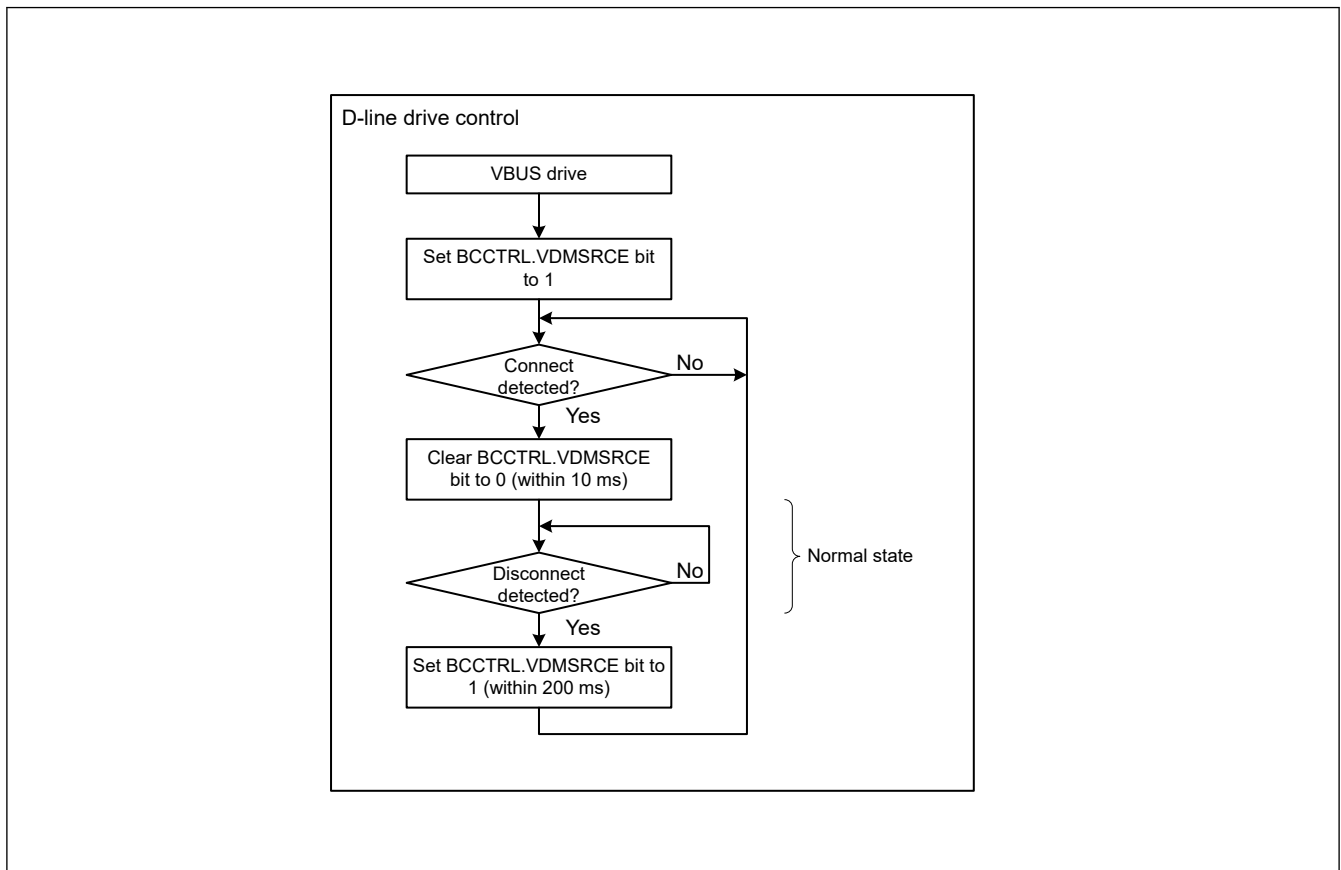 D-line drive control
VBUS drive
Set BCCTRL.VDMSRCE bit
to 1
Connect
detected?
No
Yes
Clear BCCTRL.VDMSRCE
bit to 0 (within 10 ms)
Normal state
Disconnect
detected?
No
Yes
Set BCCTRL.VDMSRCE bit to
1 (within 200 ms)